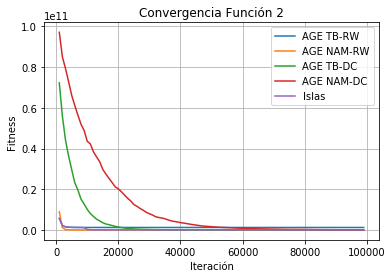 Convergencia Función 2
1e11
Fitness
1.0
0.8
0.6
0.4
0.2
0.0
AGE TB-RW
AGE NAM-RW
AGE TB-DC
AGE NAM-DC
Islas
0 20000 40000 60000 80000 100000
Iteración